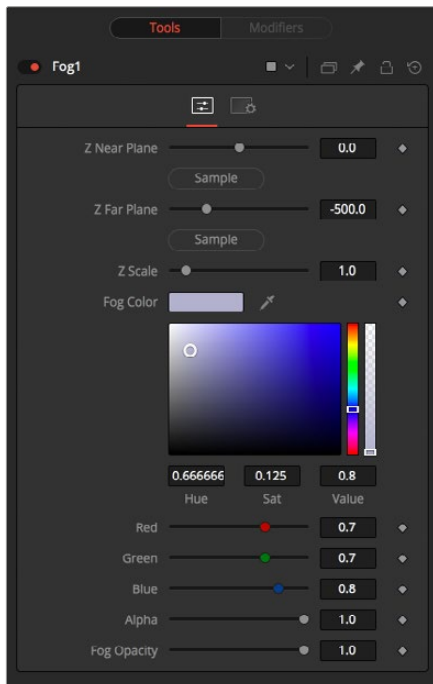 Tools Modifiers
Fog1
Z Near Plane 0.0
Sample
Z Far Plane -500.0
Sample
Z Scale 1.0
Fog Color
0.666666 0.125 0.8
Hue Sat Value
Red 0.7
Green 0.7
Blue 0.8
Alpha 1.0
Fog Opacity 1.0